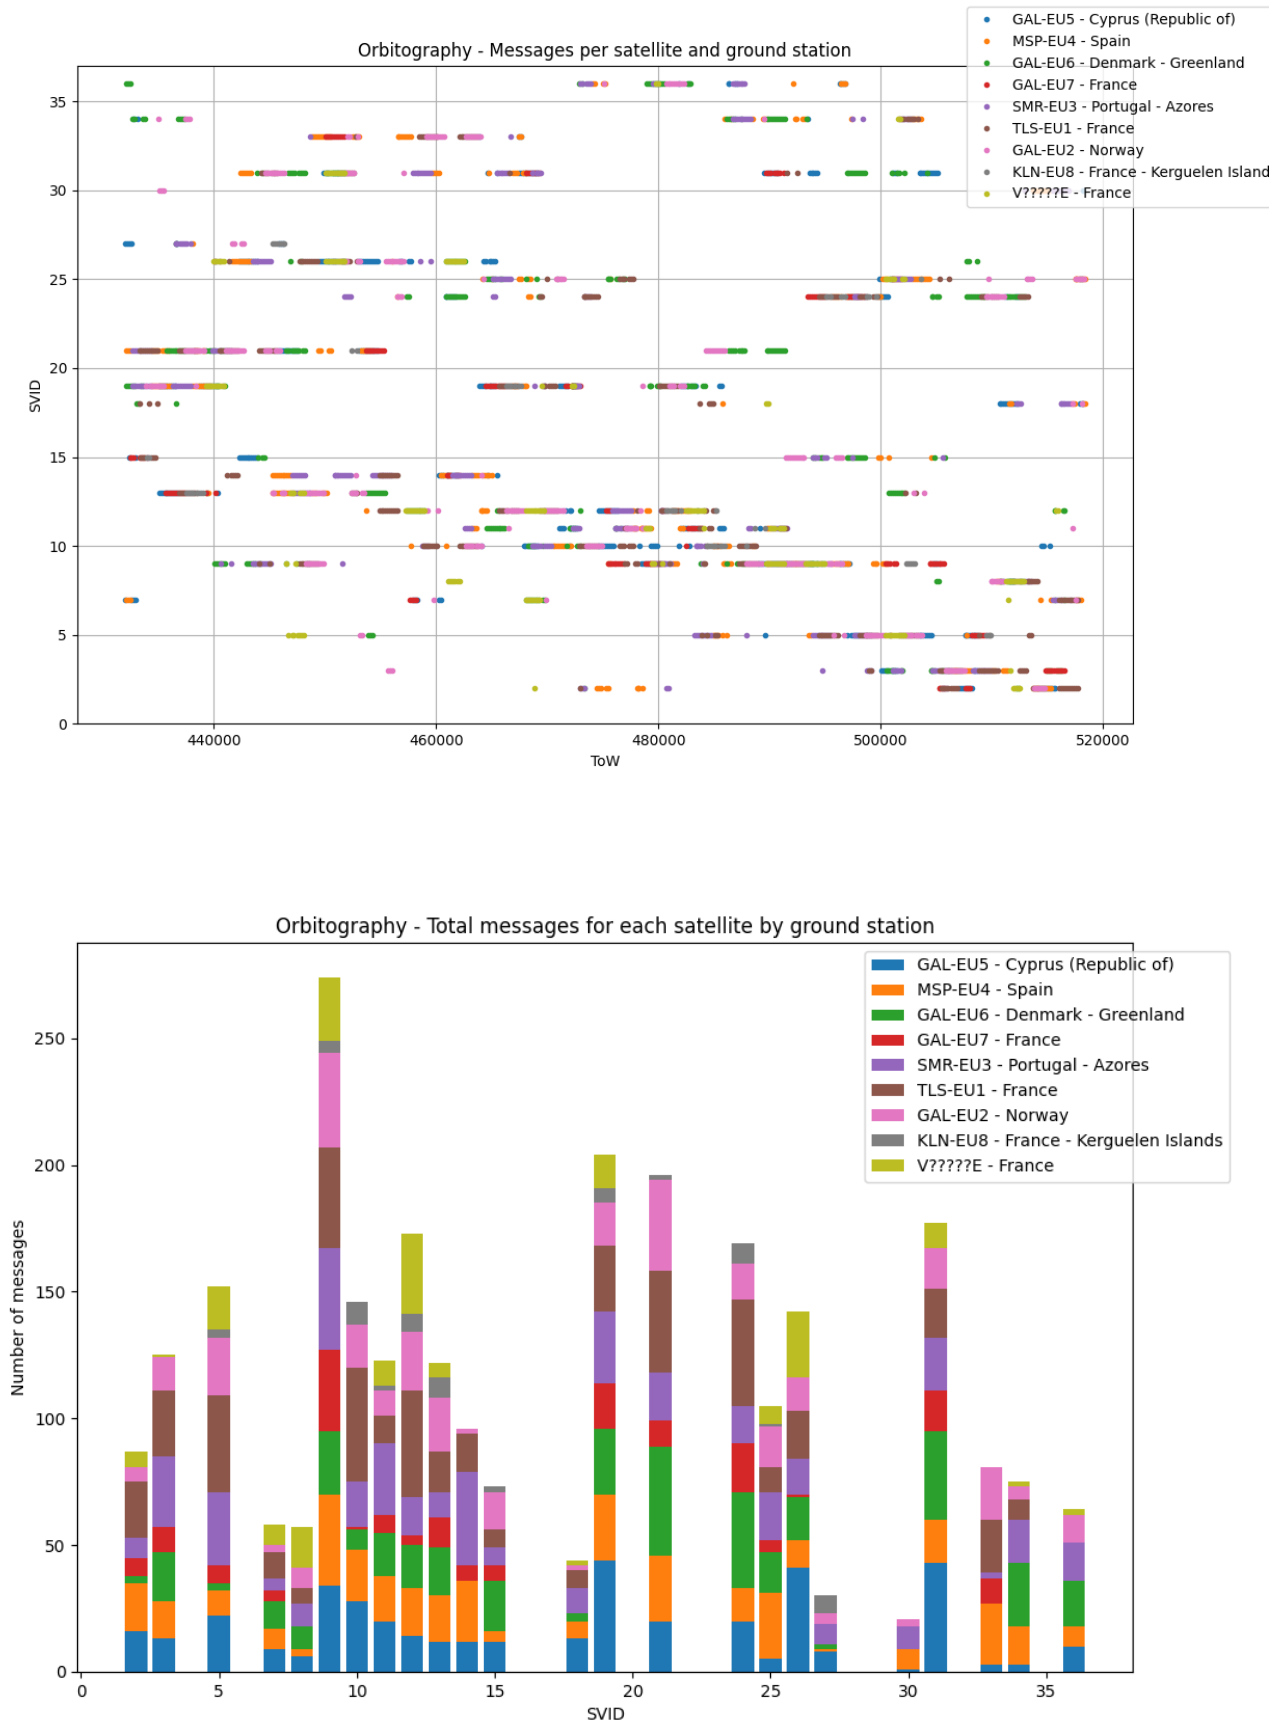 Orbitography - Messages per satellite and ground station
GAL-EU5 - Cyprus (Republic of)
MSP-EU4 - Spain
GAL-EU6 - Denmark - Greenland
GAL-EU7 - France
SMR-EU3 - Portugal - Azores
TLS-EU1 - France
GAL-EU2 - Norway
KLN-EU8 - France - Kerguelen Island
V?????E - France
35
30
25
20
15
10
5
0
SVID
440000
460000
480000
500000
520000
ToW
Orbitography - Total messages for each satellite by ground station
GAL-EU5 - Cyprus (Republic of)
MSP-EU4 - Spain
GAL-EU6 - Denmark - Greenland
GAL-EU7 - France
SMR-EU3 - Portugal - Azores
TLS-EU1 - France
GAL-EU2 - Norway
KLN-EU8 - France - Kerguelen Islands
V?????E - France
250
200
150
100
50
0
Number of messages
0
5
10
15
20
25
30
35
SVID